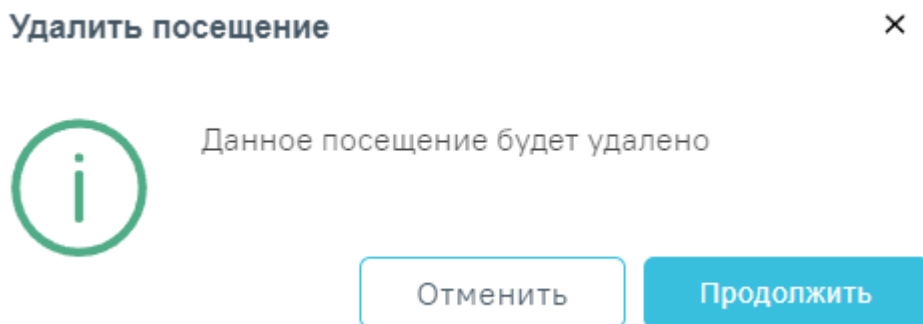 Удалить посещение
Данное посещение будет удалено
Отменить
Продолжить